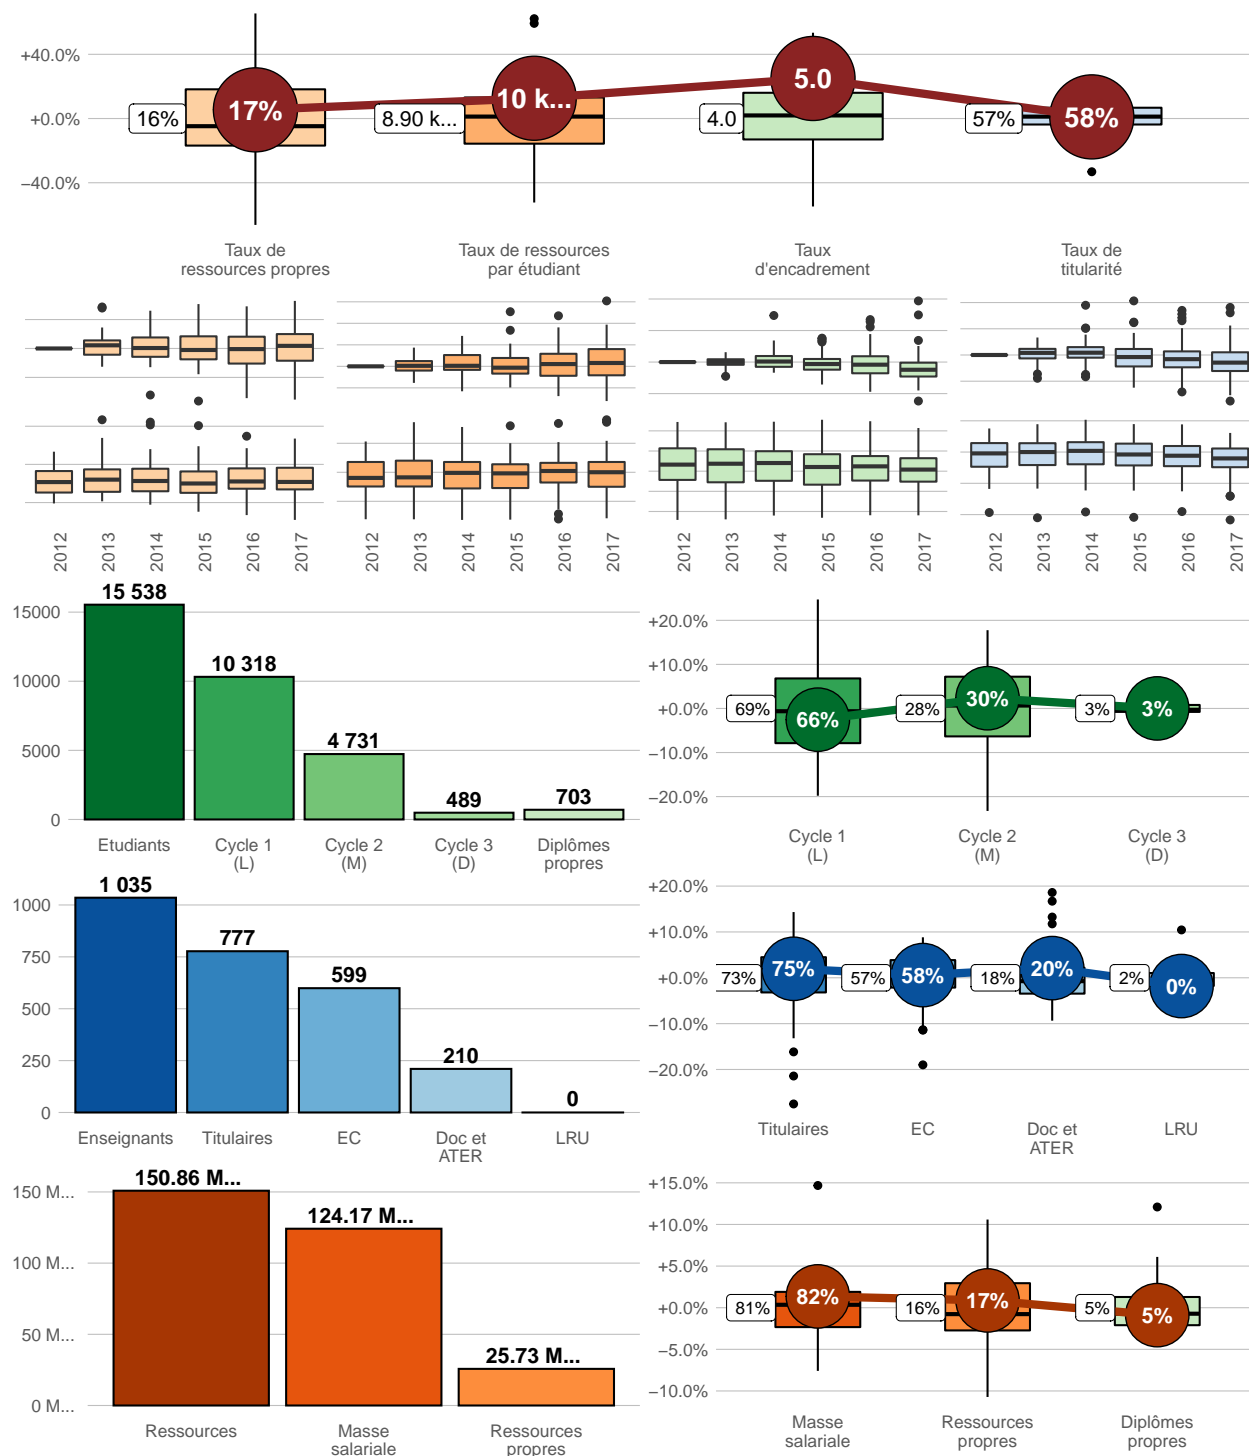 +40.0%
+0.0%
−40.0%
16%
17%
8.90 k...
10 k...
4.0
5.0
57%
58%
Taux de
ressources propres
Taux de ressources
par étudiant
Taux
d'encadrement
Taux de
titularité
2012
2013
2014
2015
2016
2017
2012
2013
2014
2015
2016
2017
2012
2013
2014
2015
2016
2017
2012
2013
2014
2015
2016
2017
15000
10000
5000
0
15 538
10 318
4 731
489
703
Etudiants
Cycle 1
(L)
Cycle 2
(M)
Cycle 3
(D)
Diplômes
propres
+20.0%
+10.0%
+0.0%
−10.0%
−20.0%
69%
66%
28%
30%
3%
3%
Cycle 1
(L)
Cycle 2
(M)
Cycle 3
(D)
1000
750
500
250
0
1 035
777
599
210
0
Enseignants
Titulaires
EC
Doc et
ATER
LRU
+20.0%
+10.0%
+0.0%
−10.0%
−20.0%
73%
75%
57%
58%
18%
20%
2%
0%
Titulaires
EC
Doc et
ATER
LRU
150 M...
100 M...
50 M...
0 M...
150.86 M...
124.17 M...
25.73 M...
Ressources
Masse
salariale
Ressources
propres
+15.0%
+10.0%
+5.0%
+0.0%
−5.0%
−10.0%
81%
82%
16%
17%
5%
5%
Masse
salariale
Ressources
propres
Diplômes
propres